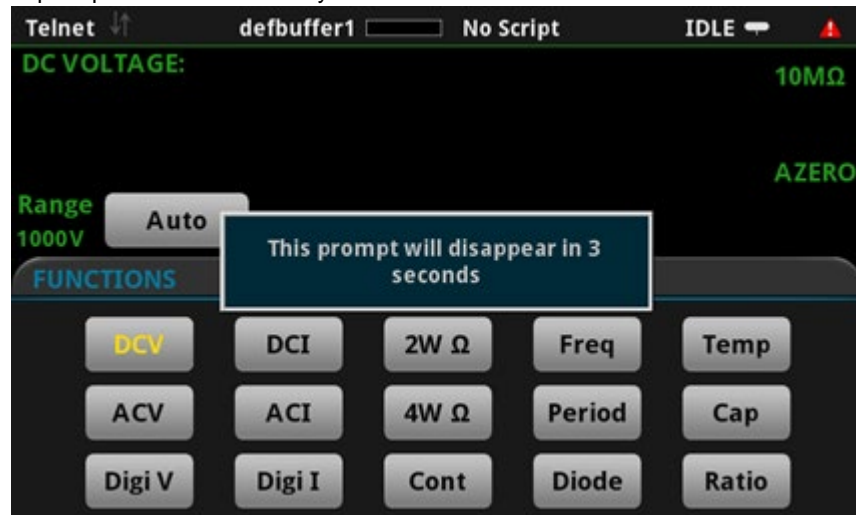 Telnet defbuffer1 No Script IDLE
DC VOLTAGE:
10MΩ
AZERO
Range
1000V
Auto
This prompt will disappear in 3
seconds
FUNCTIONS
DCV DCI 2W Ω Freq Temp
ACV ACI 4W Ω Period Cap
Digi V Digi I Cont Diode Ratio